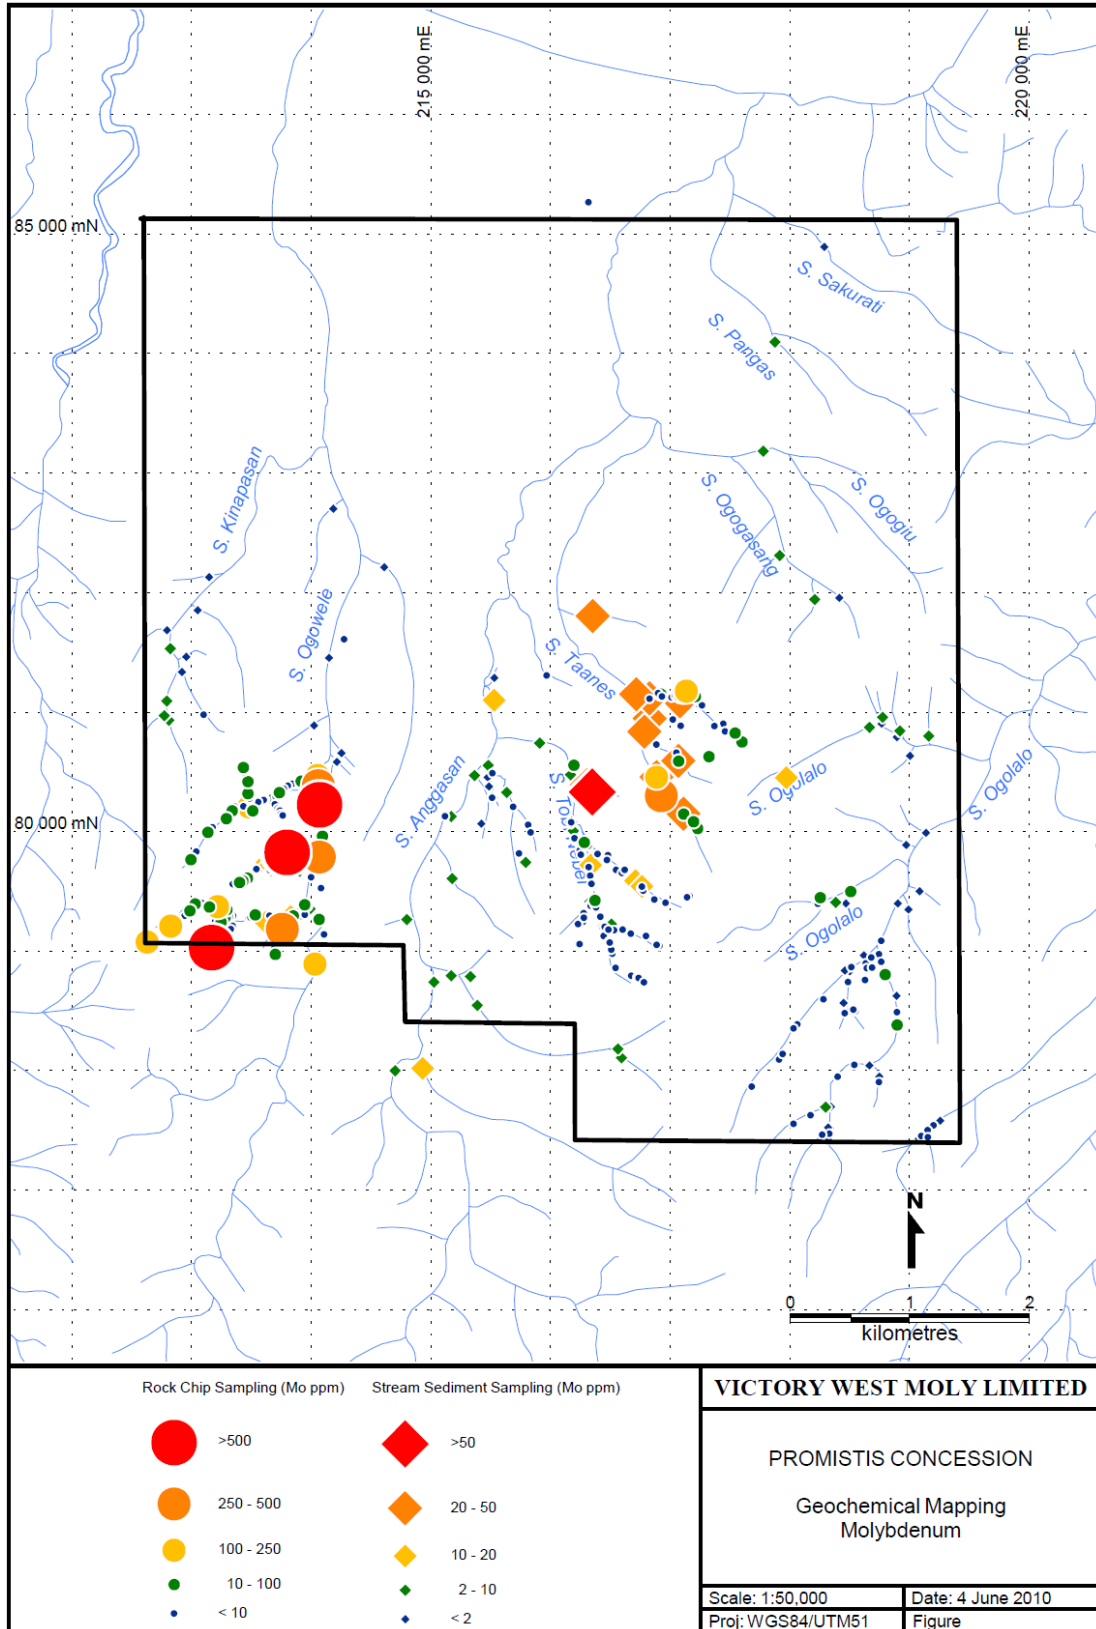 215 000 mE
220 000 mE
85 000 mN
S. Sakurati
S. Pangas
S. Kinapasan
S. Ogogasang
S. Ogogiu
S. Ogowele
S. Taanes
S. Anggasan
S. Ogolalo
S. Ogolalo
80 000 mN
S. Ogolalo
N
0 1 2
kilometres
Rock Chip Sampling (Mo ppm)
>500
250 - 500
100 - 250
10 - 100
< 10
Stream Sediment Sampling (Mo ppm)
>50
20 - 50
10 - 20
2 - 10
< 2
VICTORY WEST MOLY LIMITED
PROMISTIS CONCESSION
Geochemical Mapping
Molybdenum
Scale: 1:50,000
Date: 4 June 2010
Proj: WGS84/UTM51
Figure